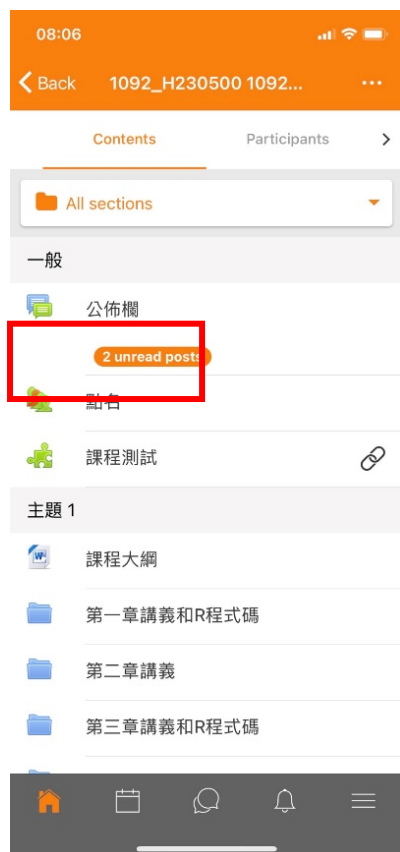 08:06
Back 1092_H230500 1092... ...
Contents Participants
All sections
一般
公佈欄
2 unread posts
點名
課程測試
主題 1
課程大綱
第一章講義和R程式碼
第二章講義
第三章講義和R程式碼